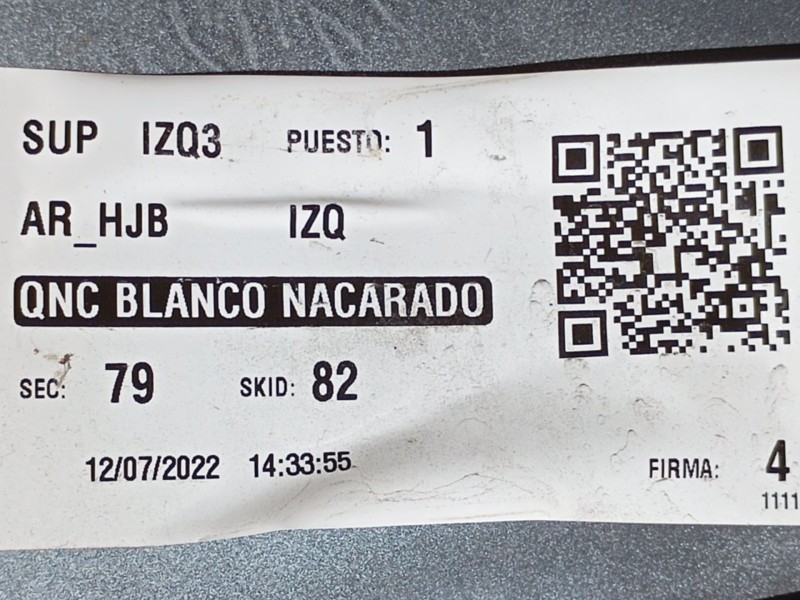 SUP IZQ3 PUESTO: 1
AR_HJB IZQ
QNC BLANCO NACARADO
SEC: 79 SKID: 82
12/07/2022 14:33:55 FIRMA: 4
1111